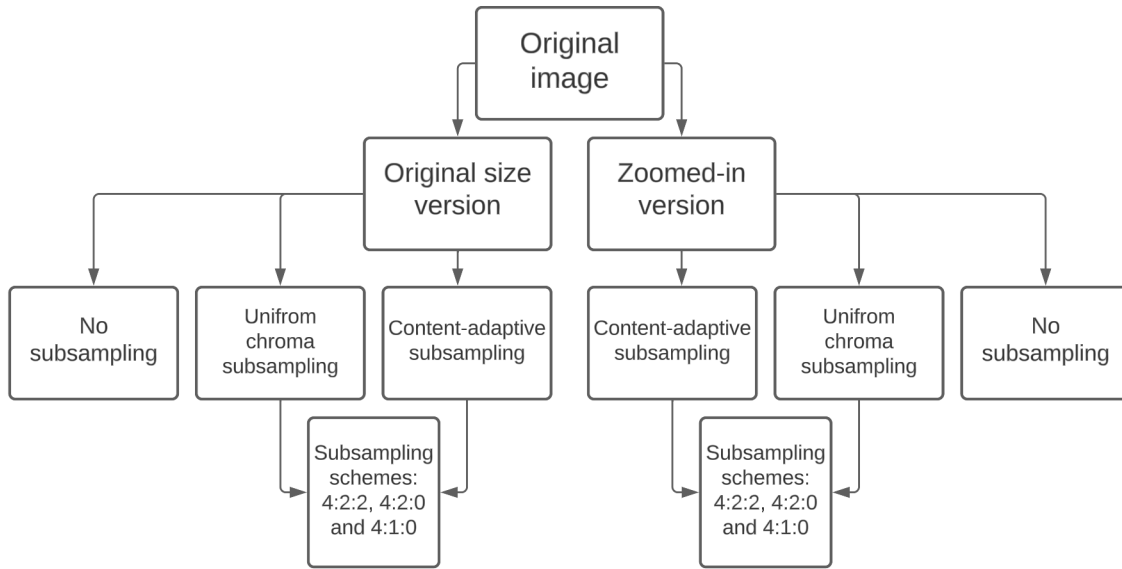 Original
image
Original size
version
Zoomed-in
version
No
subsampling
Unifrom
chroma
subsampling
Content-adaptive
subsampling
Content-adaptive
subsampling
Unifrom
chroma
subsampling
No
subsampling
Subsampling
schemes:
4:2:2, 4:2:0
and 4:1:0
Subsampling
schemes:
4:2:2, 4:2:0
and 4:1:0